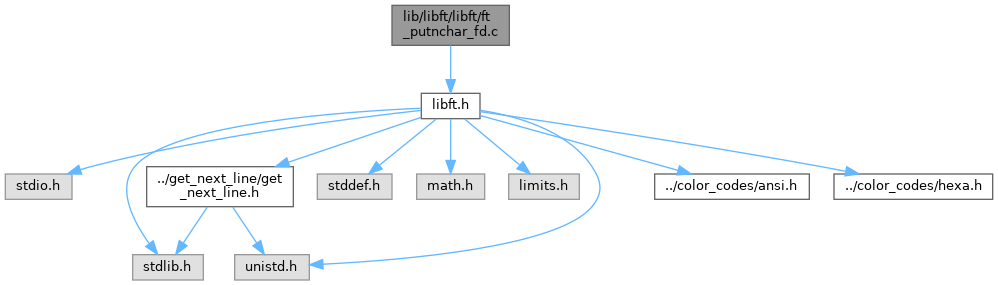 lib/libft/libft/ft
_putnchar_fd.c
libft.h
stdio.h
../get_next_line/get
_next_line.h
stddef.h
math.h
limits.h
../color_codes/ansi.h
../color_codes/hexa.h
stdlib.h
unistd.h